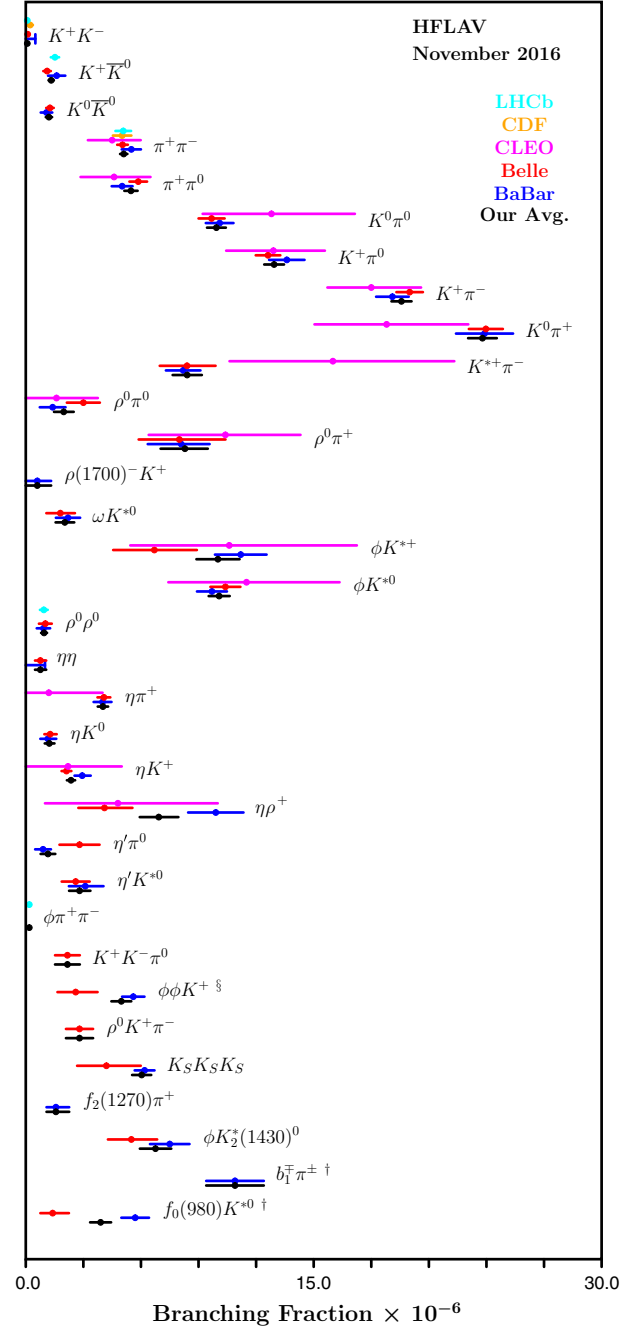 HFLAV
November 2016
LHCb
CDF
CLEO
Belle
BaBar
Our Avg.
K⁺K⁻
K⁺K̅⁰
K⁰K̅⁰
π⁺π⁻
π⁺π⁰
K⁰π⁰
K⁺π⁰
K⁺π⁻
K⁰π⁺
K*⁺π⁻
ρ⁰π⁰
ρ⁰π⁺
ρ(1700)⁻K⁺
ωK*⁰
ϕK*⁺
ϕK*⁰
ρ⁰ρ⁰
ηη
ηπ⁺
ηK⁰
ηK⁺
ηρ⁺
η′π⁰
η′K*⁰
ϕπ⁺π⁻
K⁺K⁻π⁰
ϕϕK⁺ §
ρ⁰K⁺π⁻
K_SK_SK_S
f₂(1270)π⁺
ϕK₂*(1430)⁰
b₁∓π± †
f₀(980)K*⁰ †
0.0 15.0 30.0
Branching Fraction × 10⁻⁶